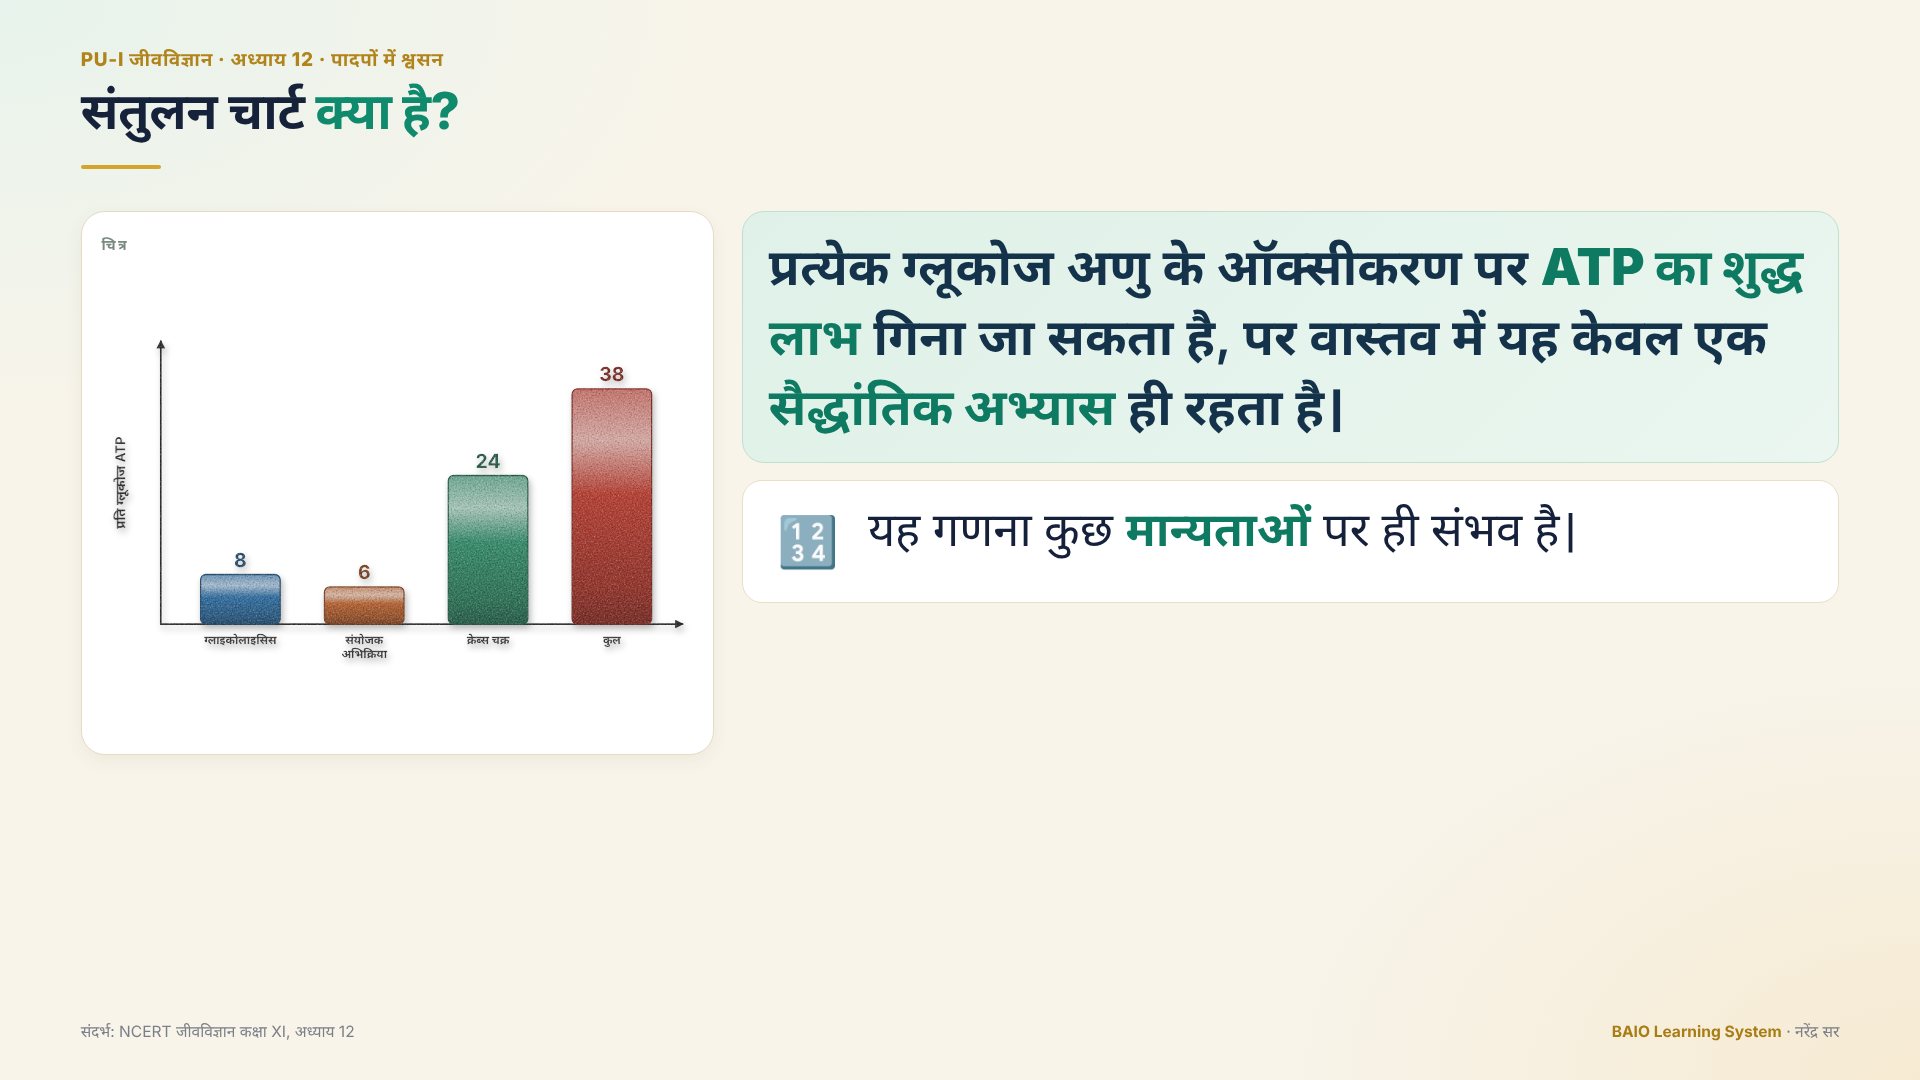 PU-I जीवविज्ञान · अध्याय 12 · पादपों में श्वसन
संतुलन चार्ट क्या है?
चित्र
प्रति ग्लूकोज ATP
8
6
24
38
ग्लाइकोलाइसिस
संयोजक
अभिक्रिया
क्रेब्स चक्र
कुल
प्रत्येक ग्लूकोज अणु के ऑक्सीकरण पर ATP का शुद्ध
लाभ गिना जा सकता है, पर वास्तव में यह केवल एक
सैद्धांतिक अभ्यास ही रहता है|
1 2
3 4
यह गणना कुछ मान्यताओं पर ही संभव है|
संदर्भ: NCERT जीवविज्ञान कक्षा XI, अध्याय 12
BAIO Learning System · नरेंद्र सर